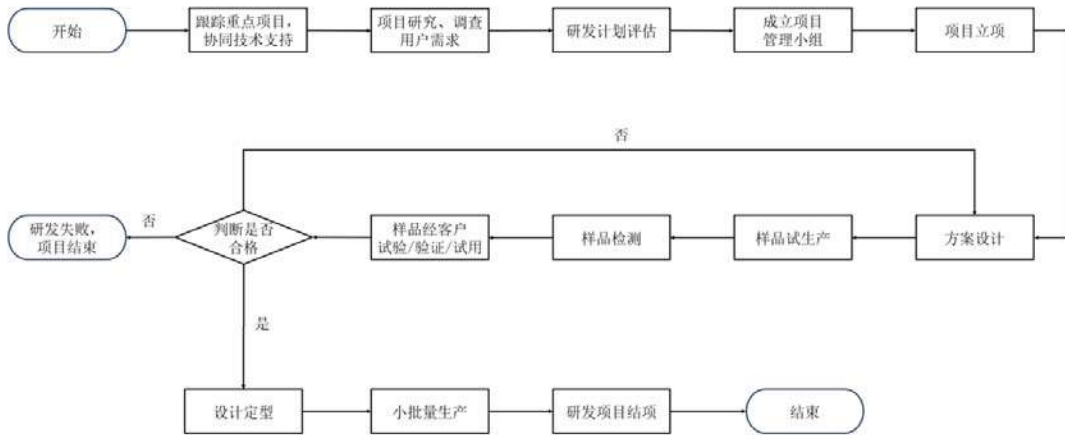 开始
跟踪重点项目，
协同技术支持
项目研究、调查
用户需求
研发计划评估
成立项目
管理小组
项目立项
否
研发失败，
项目结束
否
判断是否
合格
样品经客户
试验/验证/试用
样品检测
样品试生产
方案设计
是
设计定型
小批量生产
研发项目结项
结束